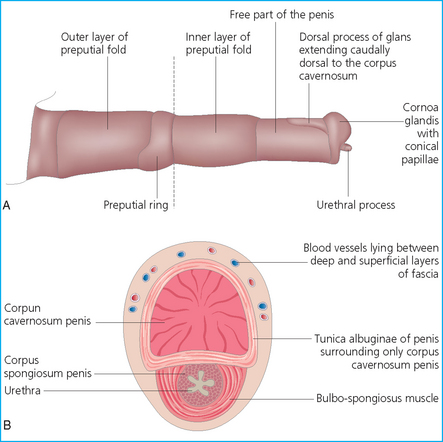 Free part of the penis
Outer layer of
preputial fold
Inner layer of
preputial fold
Dorsal process of glans
extending caudally
dorsal to the corpus
cavernosum
Cornoa
glandis
with
conical
papillae
A
Preputial ring
Urethral process
Blood vessels lying between
deep and superficial layers
of fascia
Corpun
cavernosum penis
Tunica albuginae of penis
surrounding only corpus
cavernosum penis
Corpus
spongiosum penis
Urethra
Bulbo-spongiosius muscle
B